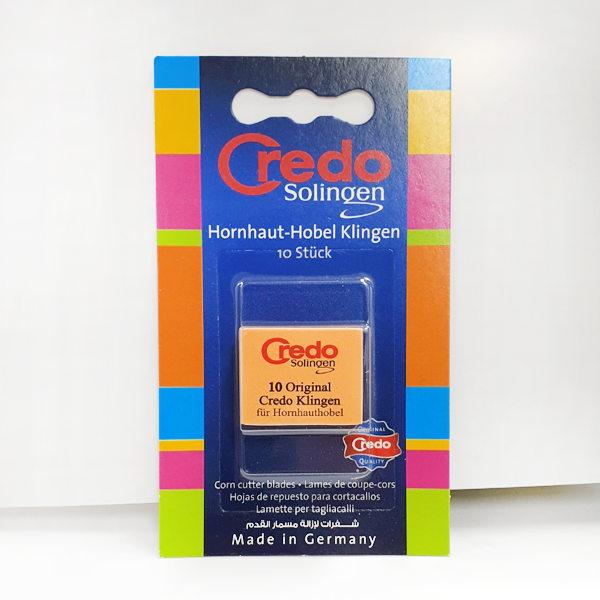 Credo
Solingen
Hornhaut-Hobel Klingen
10 Stück
Credo
Solingen
10 Original
Credo Klingen
für Hornhauthobel
ORIGINAL
Credo
QUALITY
Corn cutter blades • Lames de coupe-cors
Hojas de repuesto para cortacallos
Lamette per tagliacalli
شفرات لإزالة مسمار القدم
Made in Germany